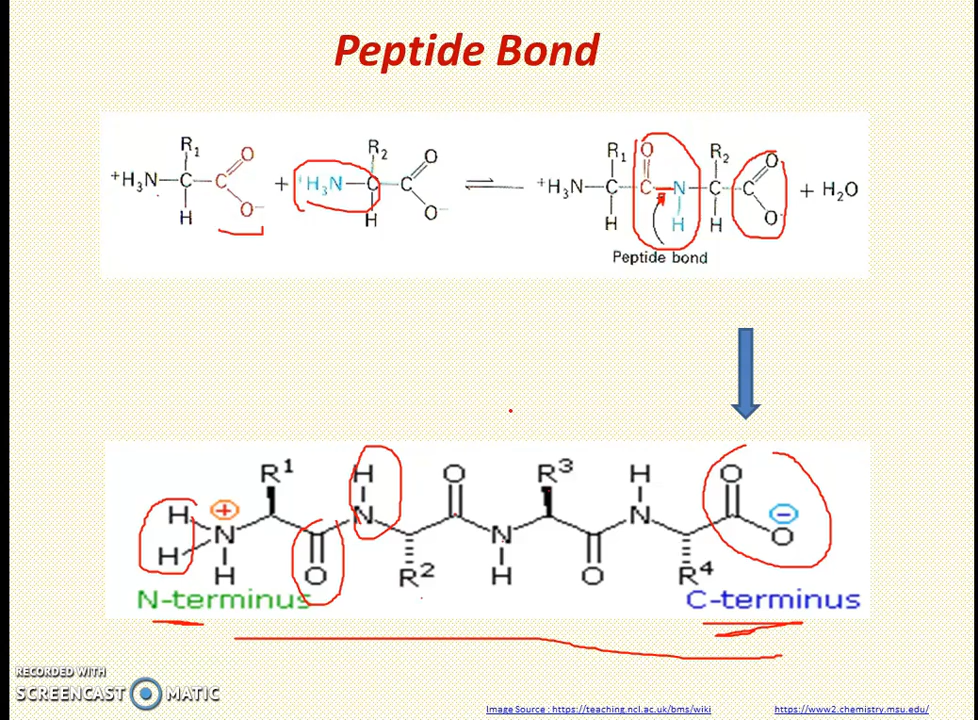 Peptide Bond
R₁ O R₂ O R₁ O R₂ O
⁺H₃N—C—C + ⁺H₃N—C—C ⇌ ⁺H₃N—C—C—N—C—C + H₂O
H O⁻ H O⁻ H H H O⁻
Peptide bond
R¹ H O R³ H O
H + N N −
H N N O
H O R² H O R⁴
N-terminus C-terminus
RECORDED WITH
SCREENCAST MATIC
Image Source : https://teaching.ncl.ac.uk/bms/wiki https://www2.chemistry.msu.edu/